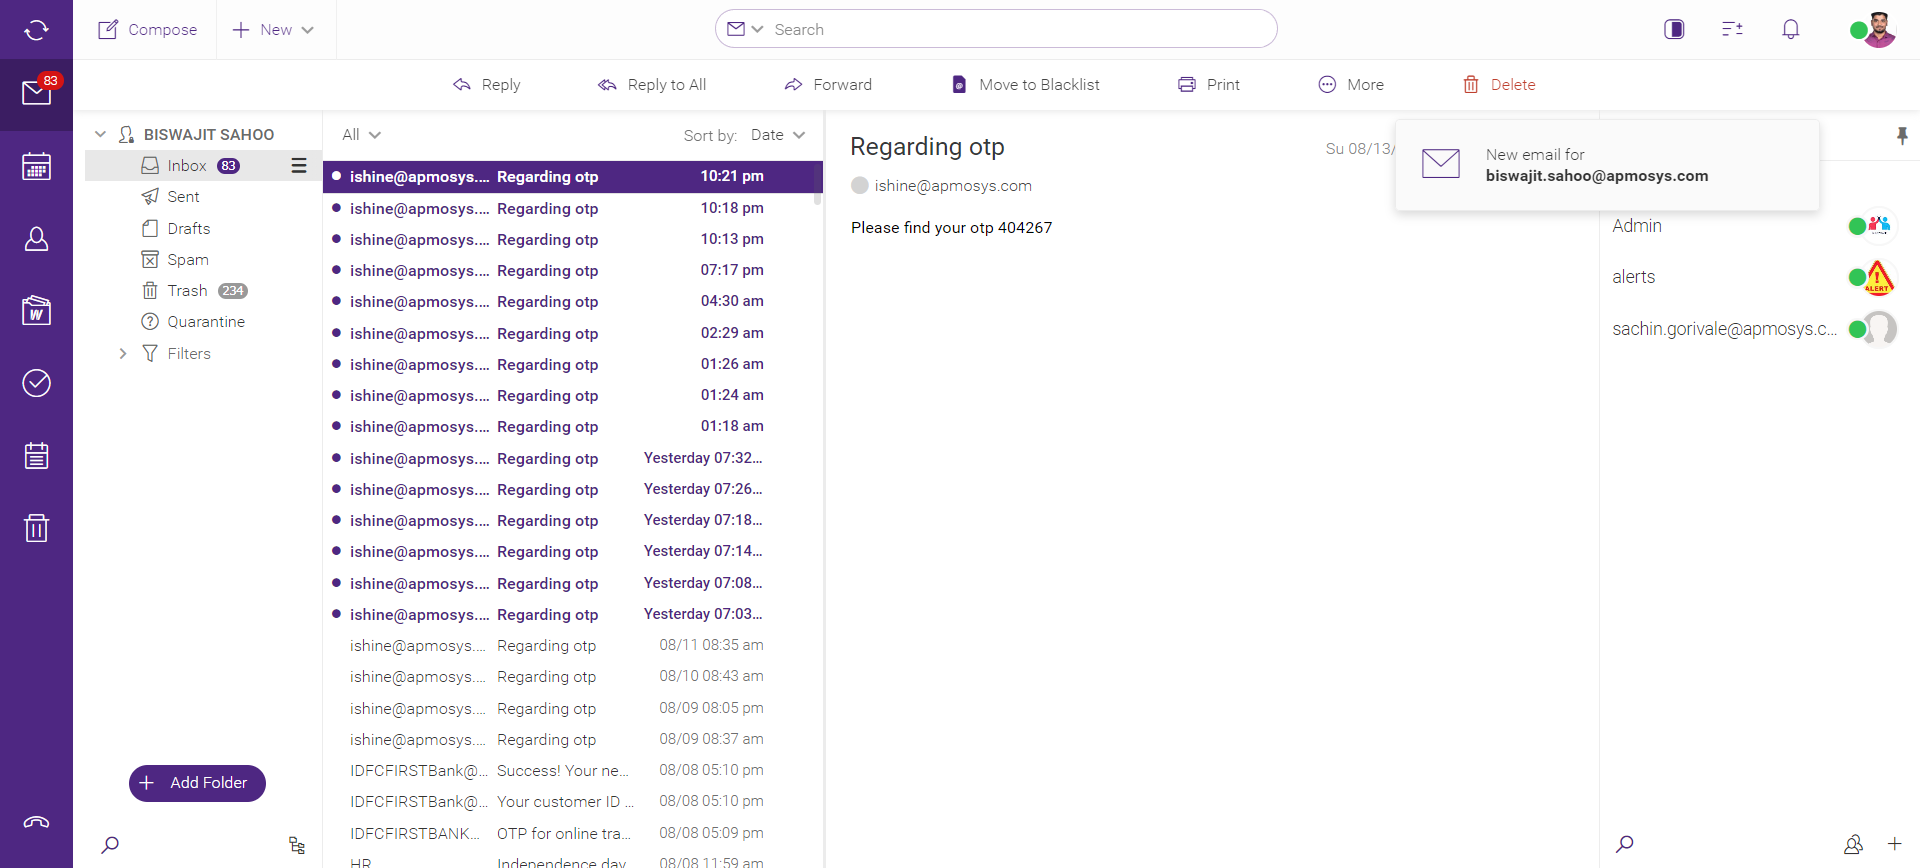 Compose
New
Search
83
Reply
Reply to All
Forward
Move to Blacklist
Print
More
Delete
BISWAJIT SAHOO
Inbox 83
Sent
Drafts
Spam
Trash 234
Quarantine
Filters
Add Folder
All
Sort by: Date
ishine@apmosys.... Regarding otp 10:21 pm
ishine@apmosys.... Regarding otp 10:18 pm
ishine@apmosys.... Regarding otp 10:13 pm
ishine@apmosys.... Regarding otp 07:17 pm
ishine@apmosys.... Regarding otp 04:30 am
ishine@apmosys.... Regarding otp 02:29 am
ishine@apmosys.... Regarding otp 01:26 am
ishine@apmosys.... Regarding otp 01:24 am
ishine@apmosys.... Regarding otp 01:18 am
ishine@apmosys.... Regarding otp Yesterday 07:32...
ishine@apmosys.... Regarding otp Yesterday 07:26...
ishine@apmosys.... Regarding otp Yesterday 07:18...
ishine@apmosys.... Regarding otp Yesterday 07:14...
ishine@apmosys.... Regarding otp Yesterday 07:08...
ishine@apmosys.... Regarding otp Yesterday 07:03...
ishine@apmosys.... Regarding otp 08/11 08:35 am
ishine@apmosys.... Regarding otp 08/10 08:43 am
ishine@apmosys.... Regarding otp 08/09 08:05 pm
ishine@apmosys.... Regarding otp 08/09 08:37 am
IDFCFIRSTBank@... Success! Your ne... 08/08 05:10 pm
IDFCFIRSTBank@... Your customer ID ... 08/08 05:10 pm
IDFCFIRSTBANK... OTP for online tra... 08/08 05:09 pm
HR Independence day 08/08 11:59 am
Regarding otp
Su 08/13/
ishine@apmosys.com
Please find your otp 404267
New email for
biswajit.sahoo@apmosys.com
Admin
alerts
ALERT
sachin.gorivale@apmosys.c...